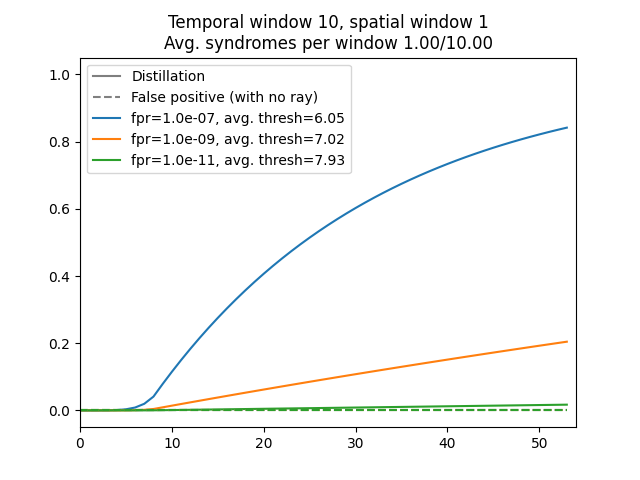 Temporal window 10, spatial window 1
Avg. syndromes per window 1.00/10.00
1.0
0.8
0.6
0.4
0.2
0.0
Distillation
False positive (with no ray)
fpr=1.0e-07, avg. thresh=6.05
fpr=1.0e-09, avg. thresh=7.02
fpr=1.0e-11, avg. thresh=7.93
0 10 20 30 40 50